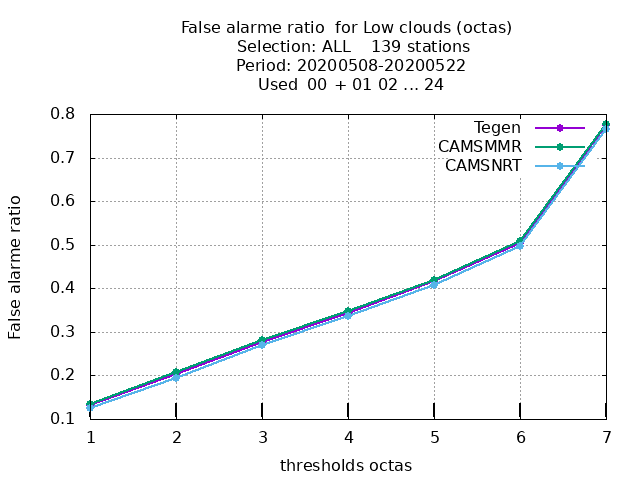 False alarme ratio  for Low clouds (octas)
Selection: ALL    139 stations
Period: 20200508-20200522
Used  00 + 01 02 ... 24
Tegen
CAMSMMR
CAMSNRT
False alarme ratio
0.8
0.7
0.6
0.5
0.4
0.3
0.2
0.1
1 2 3 4 5 6 7
thresholds octas